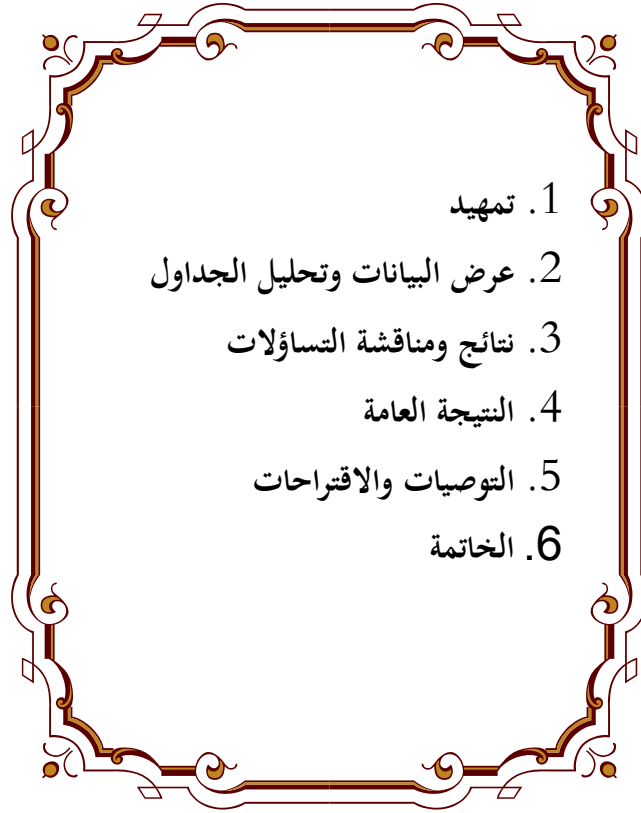 1. تمهيد
2. عرض البيانات وتحليل الجداول
3. نتائج ومناقشة التساؤلات
4. النتيجة العامة
5. التوصيات والاقتراحات
6. الخاتمة